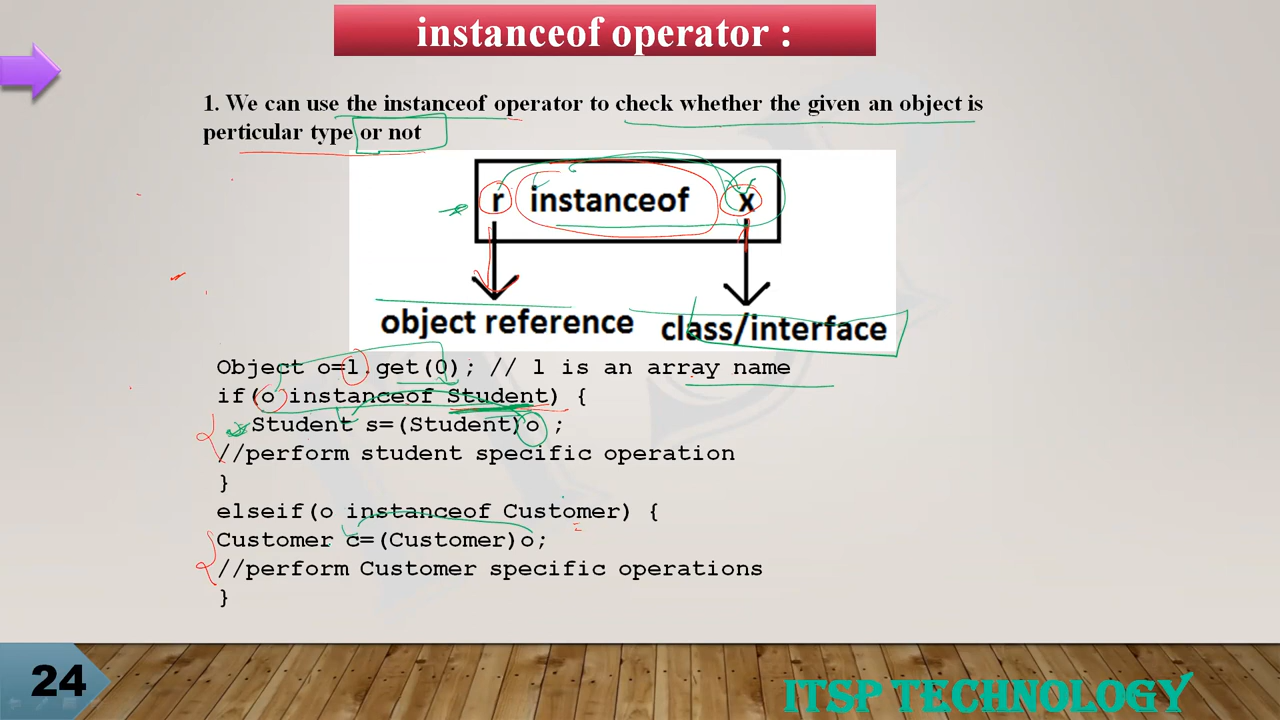 instanceof operator :
1. We can use the instanceof operator to check whether the given an object is
perticular type or not
r instanceof x
object reference class/interface
Object o=l.get(0); // l is an array name
if(o instanceof Student) {
Student s=(Student)o ;
//perform student specific operation
}
elseif(o instanceof Customer) {
Customer c=(Customer)o;
//perform Customer specific operations
}
24
ITSP TECHNOLOGY